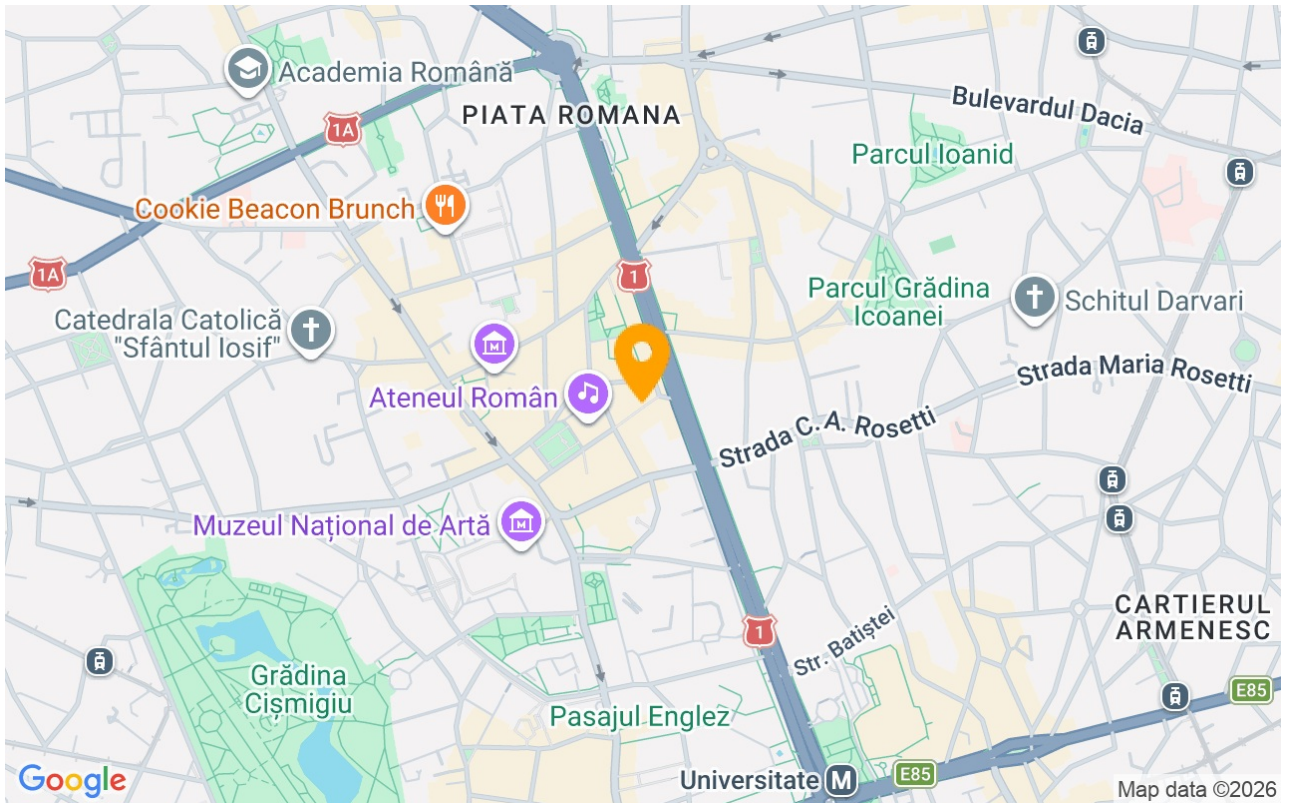 Academia Română
PIATA ROMANA
1A
Bulevardul Dacia
Parcul Ioanid
Cookie Beacon Brunch
1A
1
Parcul Grădina
Icoanei
Schitul Darvari
Catedrala Catolică
"Sfântul Iosif"
Strada Maria Rosetti
Ateneul Român
Strada C. A. Rosetti
Muzeul Național de Artă
CARTIERUL
ARMENESC
1
Str. Batiștei
Grădina
Cișmigiu
E85
Pasajul Englez
Universitate M
E85
Google
Map data ©2026